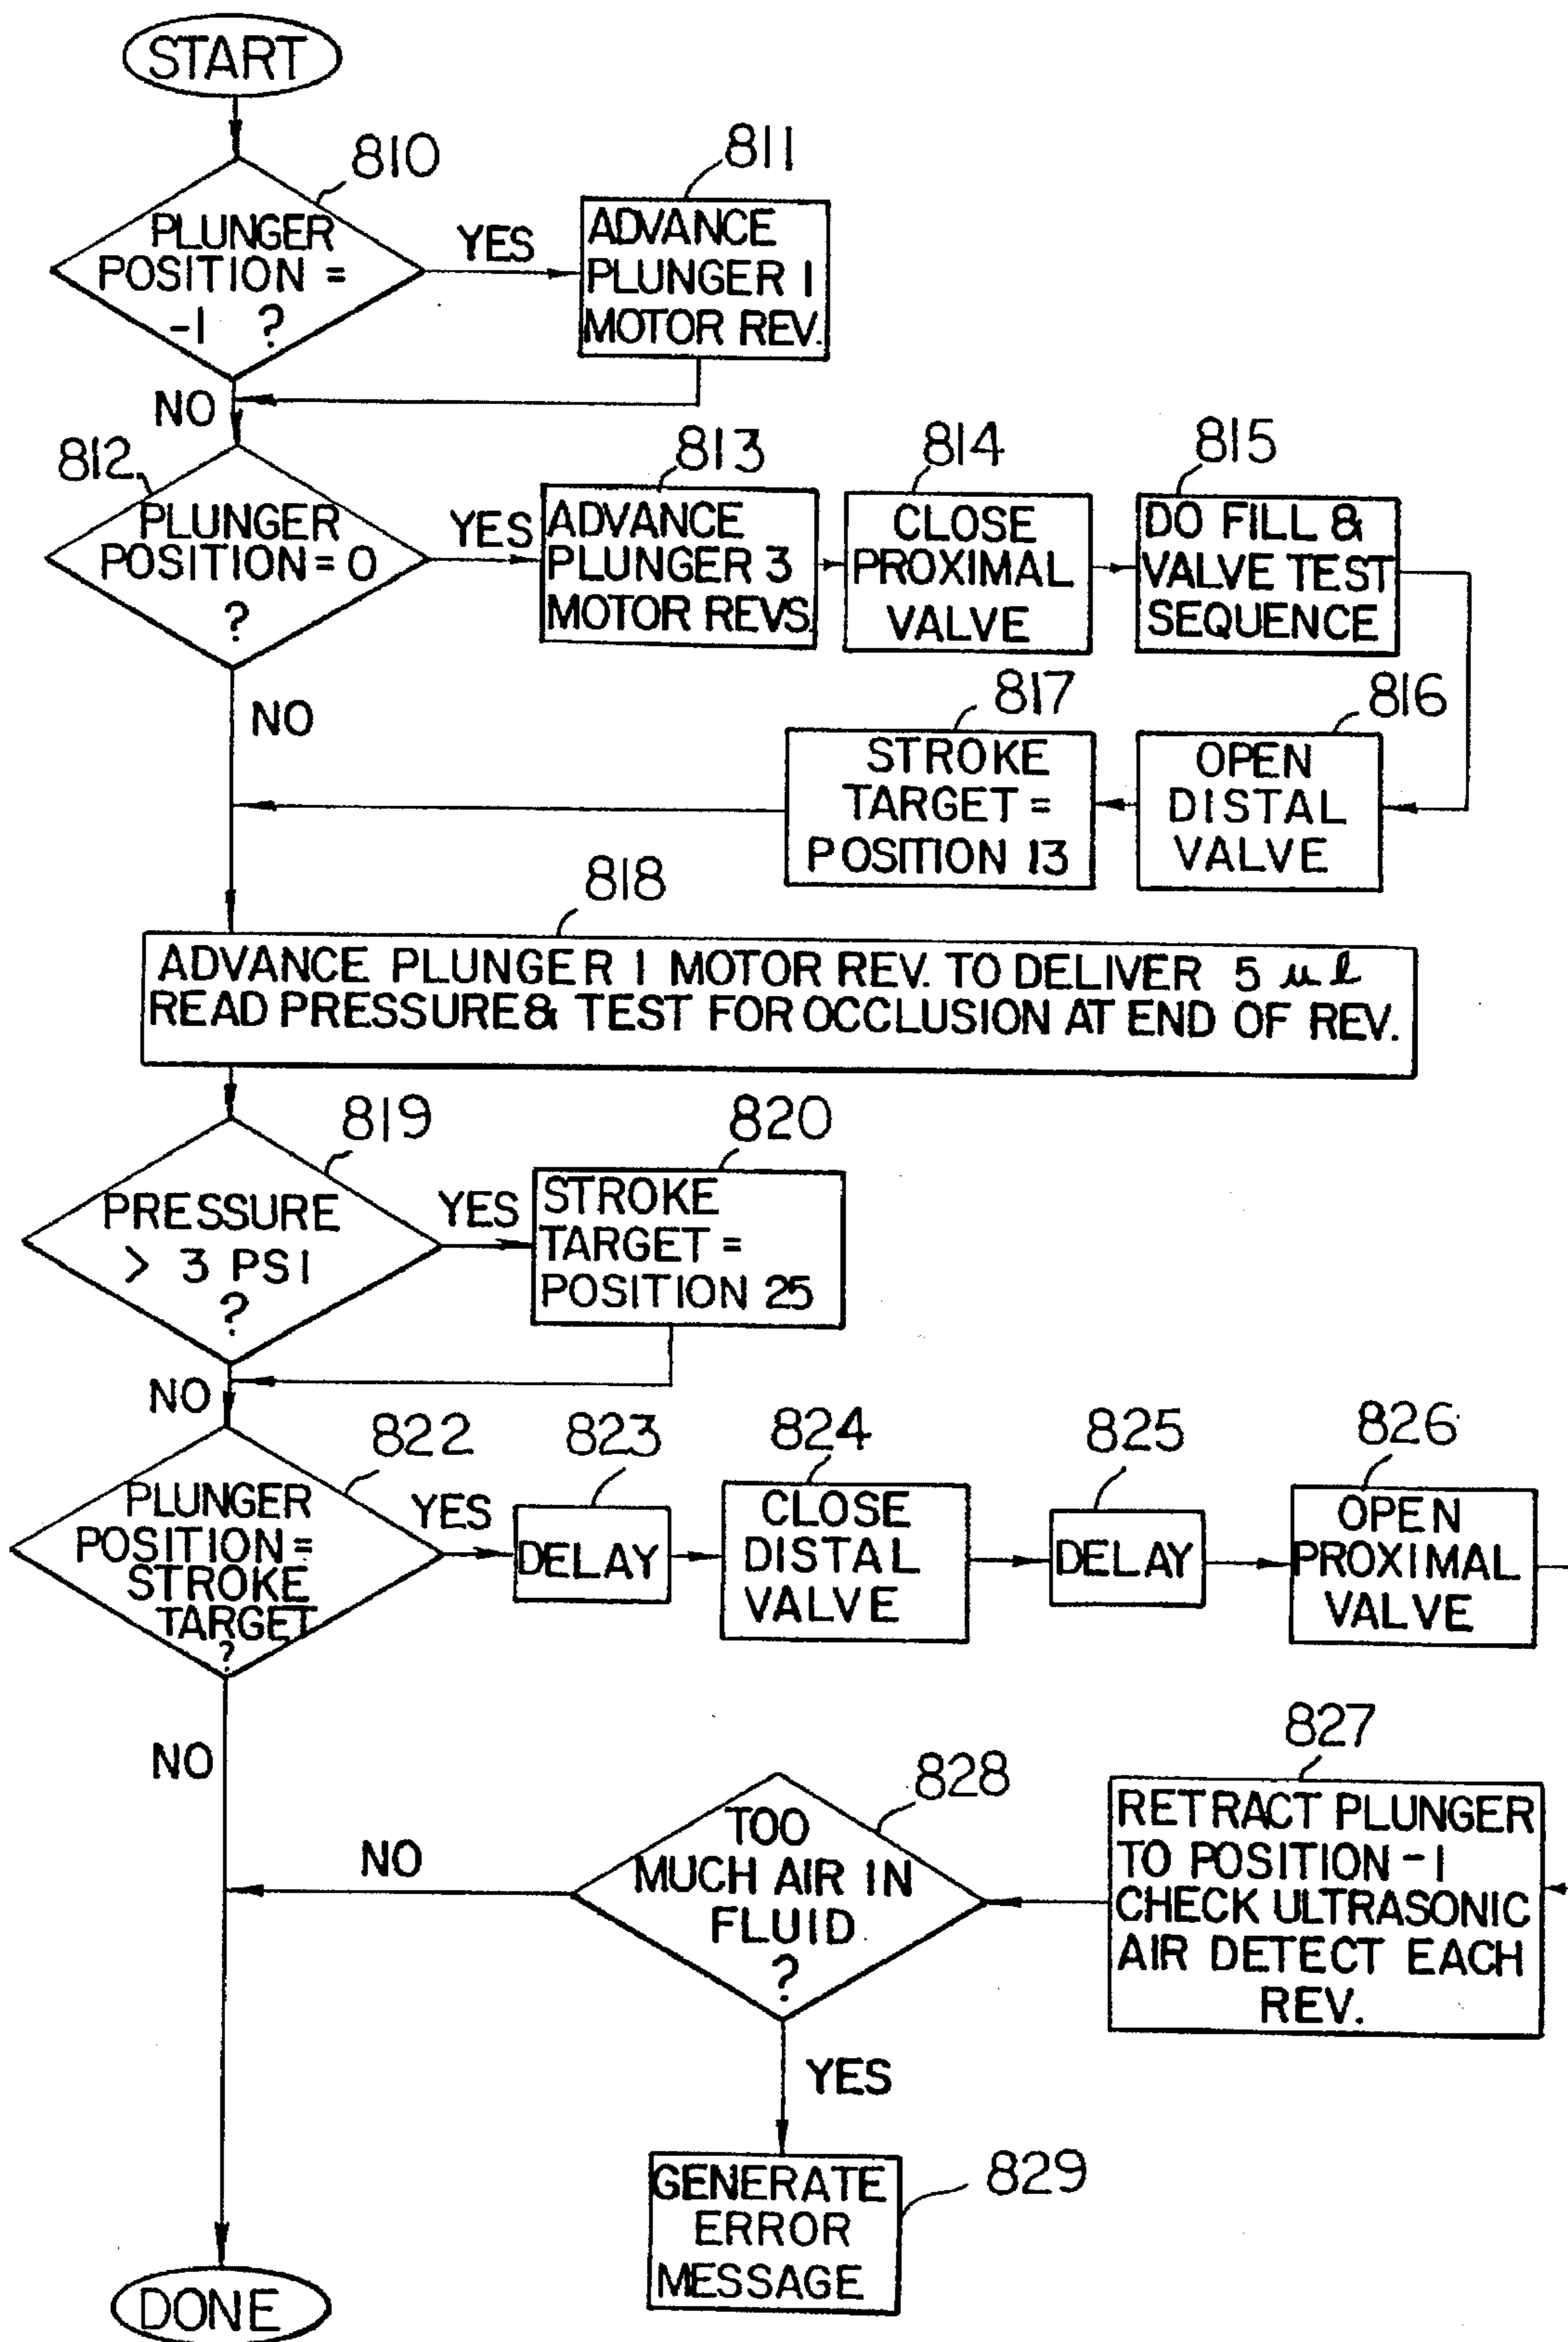 START
810
PLUNGER
POSITION =
-1 ?
YES
811
ADVANCE
PLUNGER 1
MOTOR REV.
NO
812
PLUNGER
POSITION = 0
?
YES
813
ADVANCE
PLUNGER 3
MOTOR REVS.
814
CLOSE
PROXIMAL
VALVE
815
DO FILL &
VALVE TEST
SEQUENCE
NO
817
STROKE
TARGET =
POSITION 13
816
OPEN
DISTAL
VALVE
818
ADVANCE PLUNGER 1 MOTOR REV. TO DELIVER 5 µl
READ PRESSURE & TEST FOR OCCLUSION AT END OF REV.
819
PRESSURE
> 3 PSI
?
YES
820
STROKE
TARGET =
POSITION 25
NO
822
PLUNGER
POSITION =
STROKE
TARGET
?
YES
823
DELAY
824
CLOSE
DISTAL
VALVE
825
DELAY
826
OPEN
PROXIMAL
VALVE
NO
827
RETRACT PLUNGER
TO POSITION -1
CHECK ULTRASONIC
AIR DETECT EACH
REV.
828
TOO
MUCH AIR IN
FLUID
?
NO
YES
829
GENERATE
ERROR
MESSAGE
DONE